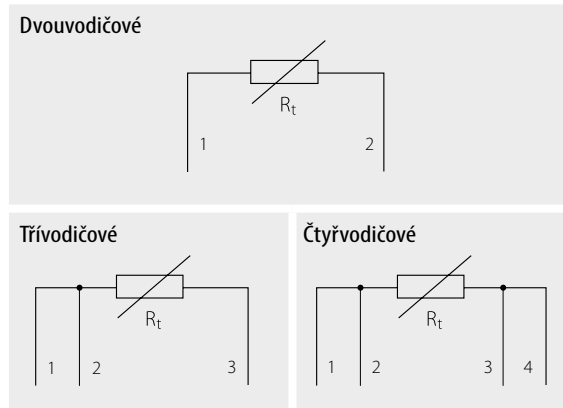 Dvouvodičové
Rt
1 2
Třívodičové
Rt
1 2 3
Čtyřvodičové
Rt
1 2 3 4